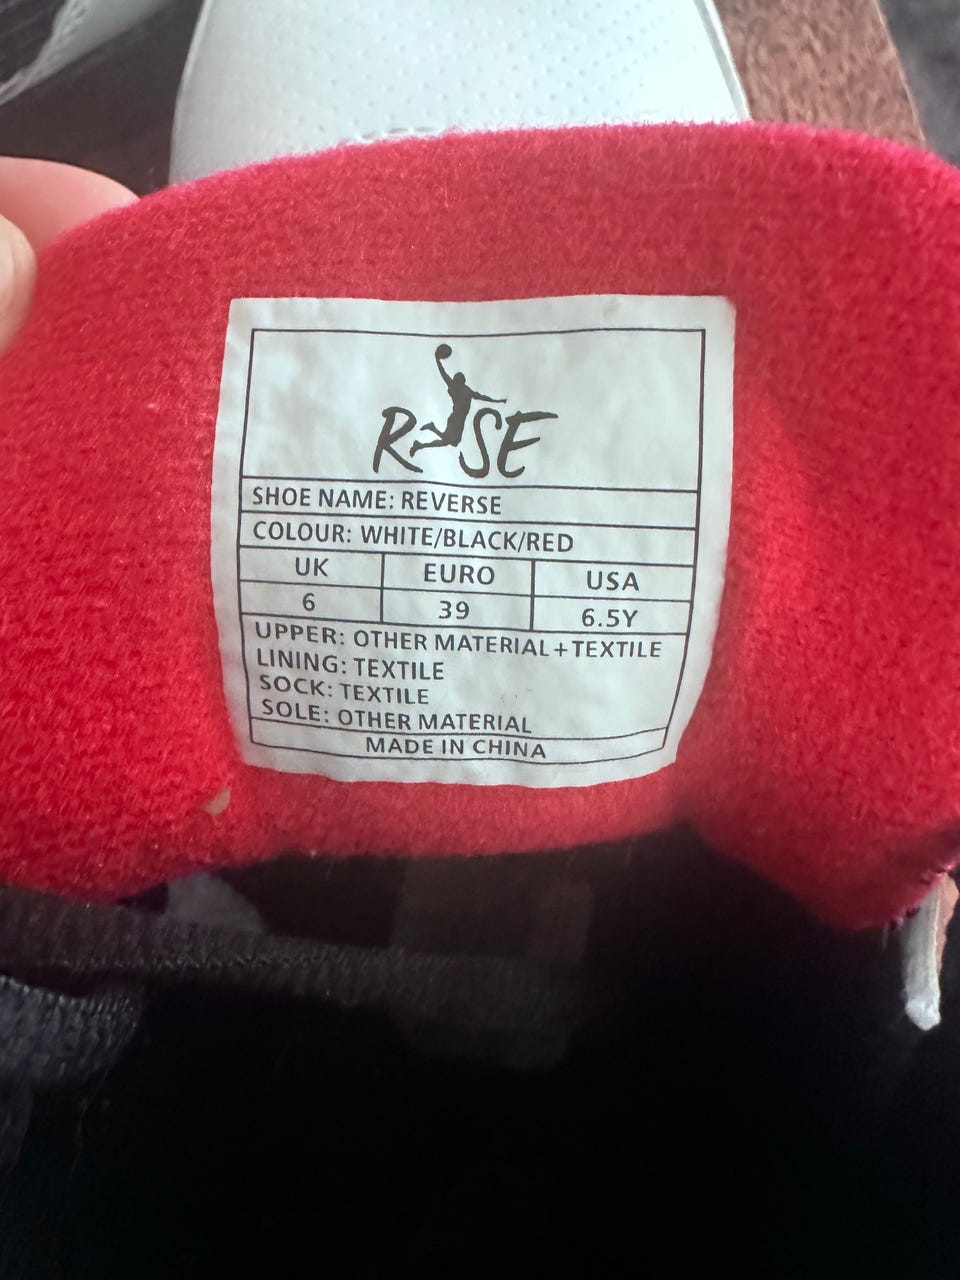 RISE
SHOE NAME: REVERSE
COLOUR: WHITE/BLACK/RED
UK EURO USA
6 39 6.5Y
UPPER: OTHER MATERIAL+TEXTILE
LINING: TEXTILE
SOCK: TEXTILE
SOLE: OTHER MATERIAL
MADE IN CHINA